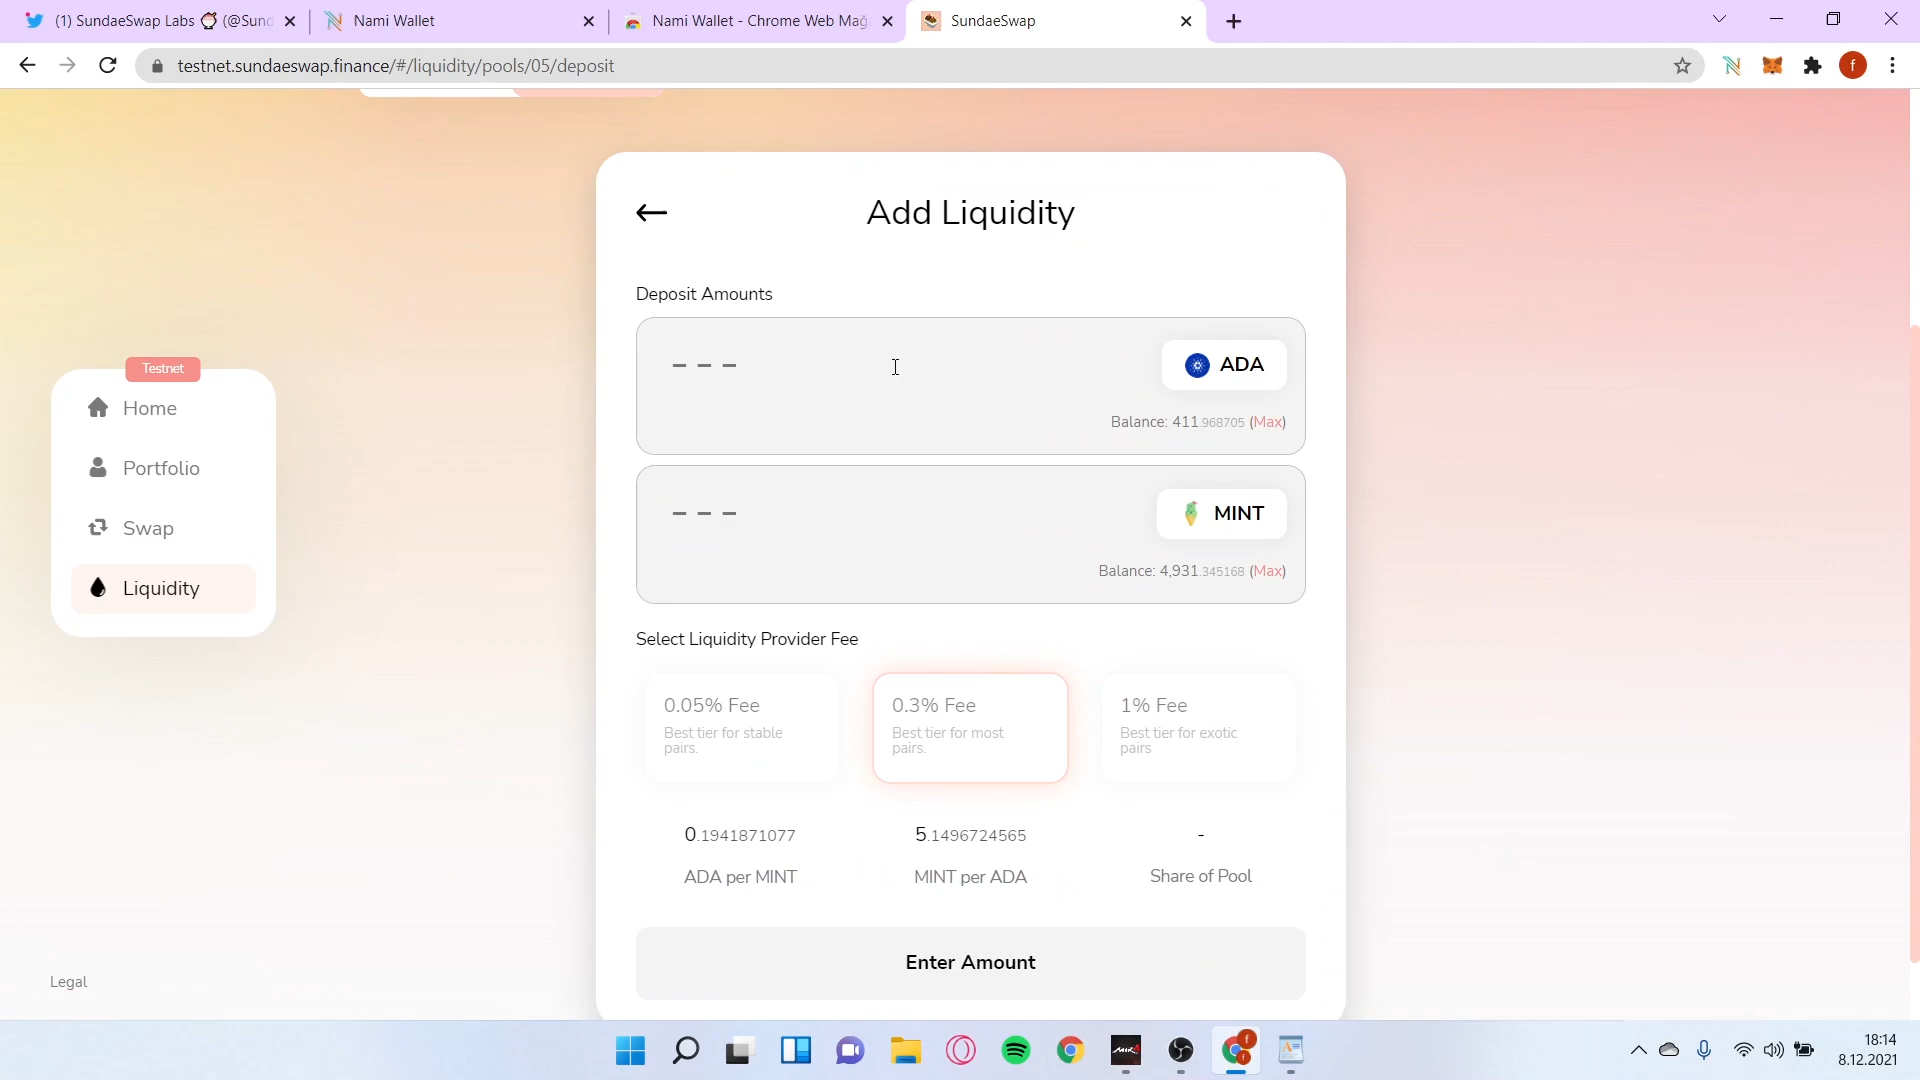 (1) SundaeSwap Labs (@Sund
Nami Wallet
Nami Wallet - Chrome Web Mağ
SundaeSwap
testnet.sundaeswap.finance/#/liquidity/pools/05/deposit
f
Add Liquidity
Deposit Amounts
– – –
ADA
Balance: 411.968705 (Max)
– – –
MINT
Balance: 4,931.345168 (Max)
Testnet
Home
Portfolio
Swap
Liquidity
Select Liquidity Provider Fee
0.05% Fee
Best tier for stable
pairs.
0.3% Fee
Best tier for most
pairs.
1% Fee
Best tier for exotic
pairs
0.1941871077
ADA per MINT
5.1496724565
MINT per ADA
-
Share of Pool
Enter Amount
Legal
18:14
8.12.2021